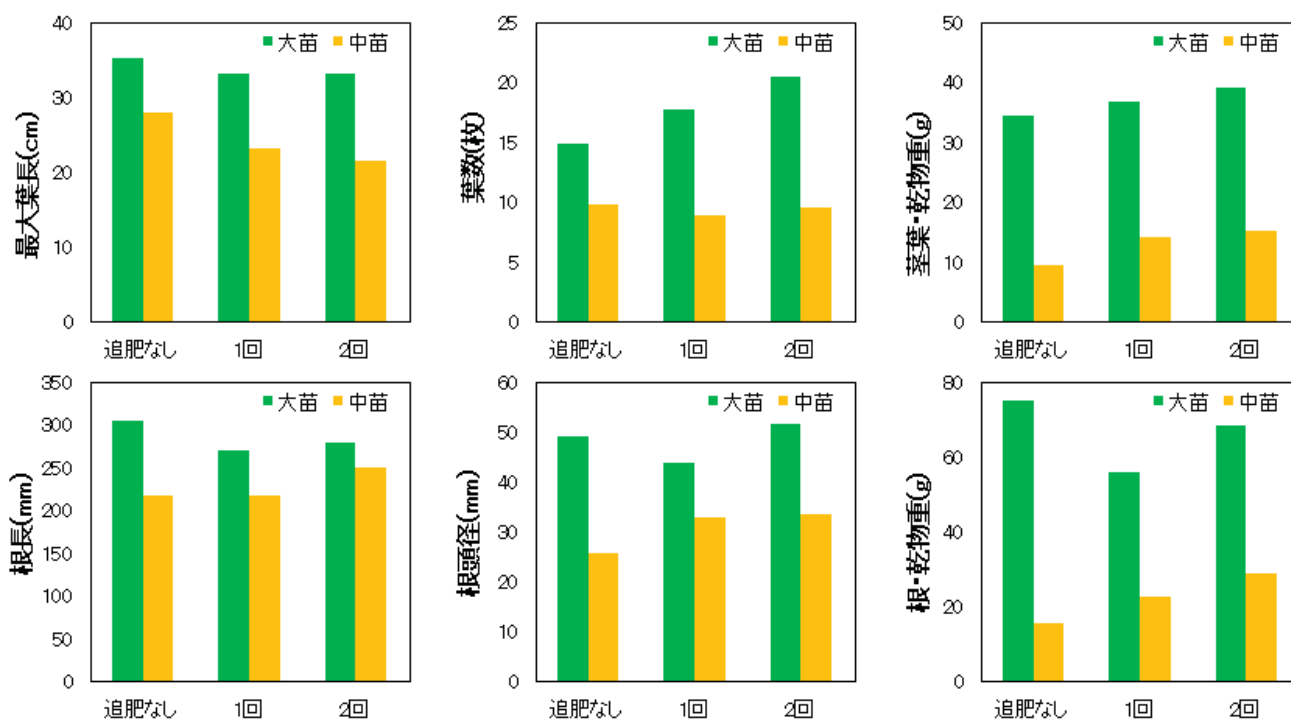 最大葉長(cm)
40
30
20
10
0
■大苗 ■中苗
追肥なし 1回 2回
葉数(枚)
25
20
15
10
5
0
■大苗 ■中苗
追肥なし 1回 2回
茎葉・乾物重(g)
50
40
30
20
10
0
■大苗 ■中苗
追肥なし 1回 2回
根長(mm)
350
300
250
200
150
100
50
0
■大苗 ■中苗
追肥なし 1回 2回
根頭径(mm)
60
50
40
30
20
10
0
■大苗 ■中苗
追肥なし 1回 2回
根・乾物重(g)
80
60
40
20
0
■大苗 ■中苗
追肥なし 1回 2回